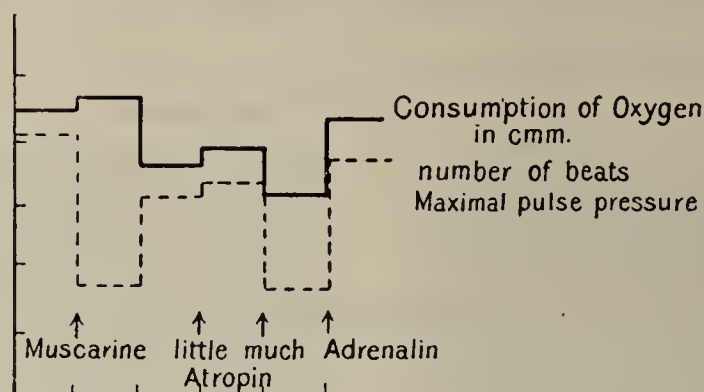 Consumption of Oxygen
in cmm.
number of beats
Maximal pulse pressure
Muscarine little much Adrenalin
Atropin